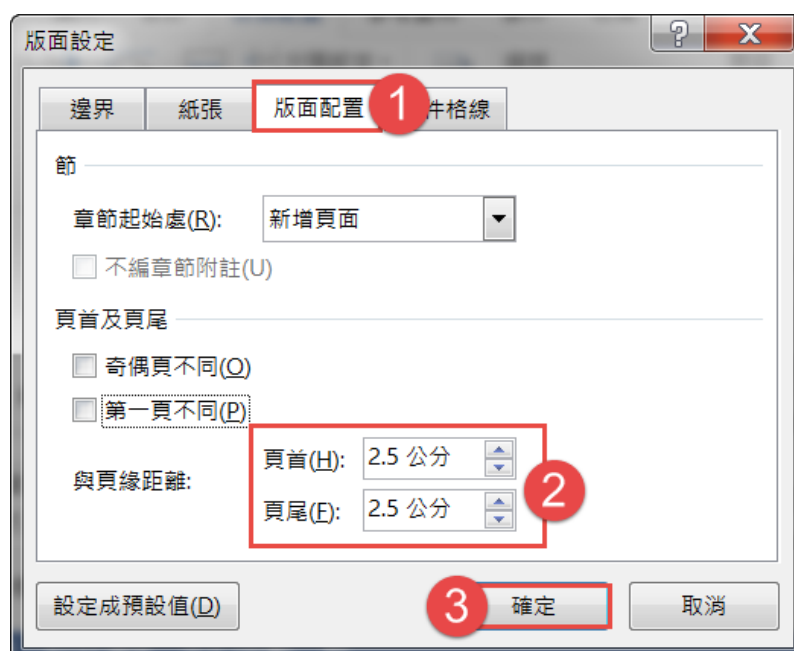 版面設定
邊界 紙張 版面配置 1 件格線
節
章節起始處(R): 新增頁面
不編章節附註(U)
頁首及頁尾
奇偶頁不同(O)
第一頁不同(P)
與頁緣距離:
頁首(H): 2.5 公分
頁尾(F): 2.5 公分
2
設定成預設值(D) 3 確定 取消